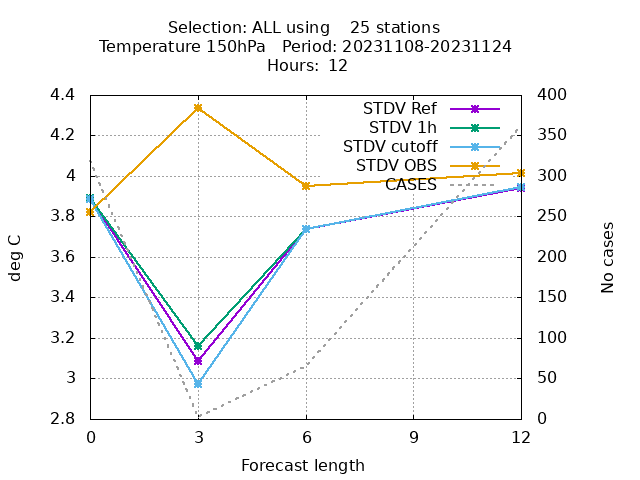 Selection: ALL using    25 stations
Temperature 150hPa   Period: 20231108-20231124
Hours:  12
STDV Ref
STDV 1h
STDV cutoff
STDV OBS
CASES
4.4
4.2
4
3.8
3.6
3.4
3.2
3
2.8
deg C
400
350
300
250
200
150
100
50
0
No cases
0
3
6
9
12
Forecast length